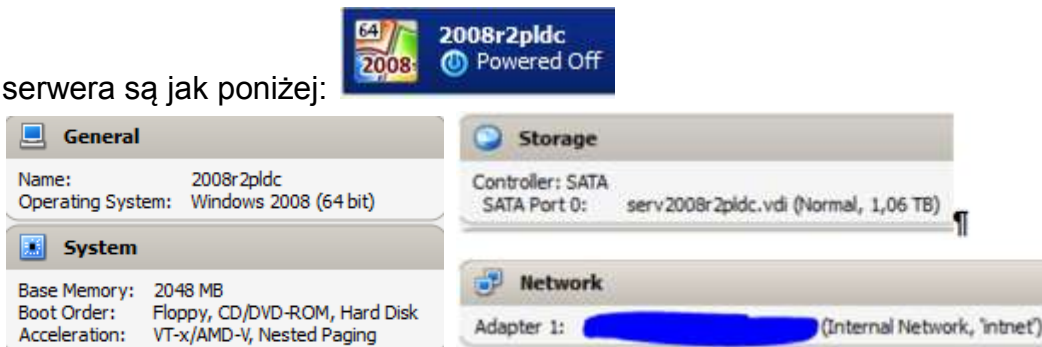 64
2008
2008r2pldc
Powered Off
serwera są jak poniżej:
General
Name: 2008r2pldc
Operating System: Windows 2008 (64 bit)
System
Base Memory: 2048 MB
Boot Order: Floppy, CD/DVD-ROM, Hard Disk
Acceleration: VT-x/AMD-V, Nested Paging
Storage
Controller: SATA
SATA Port 0: serv2008r2pldc.vdi (Normal, 1,06 TB)
¶
Network
Adapter 1: (Internal Network, 'intnet')